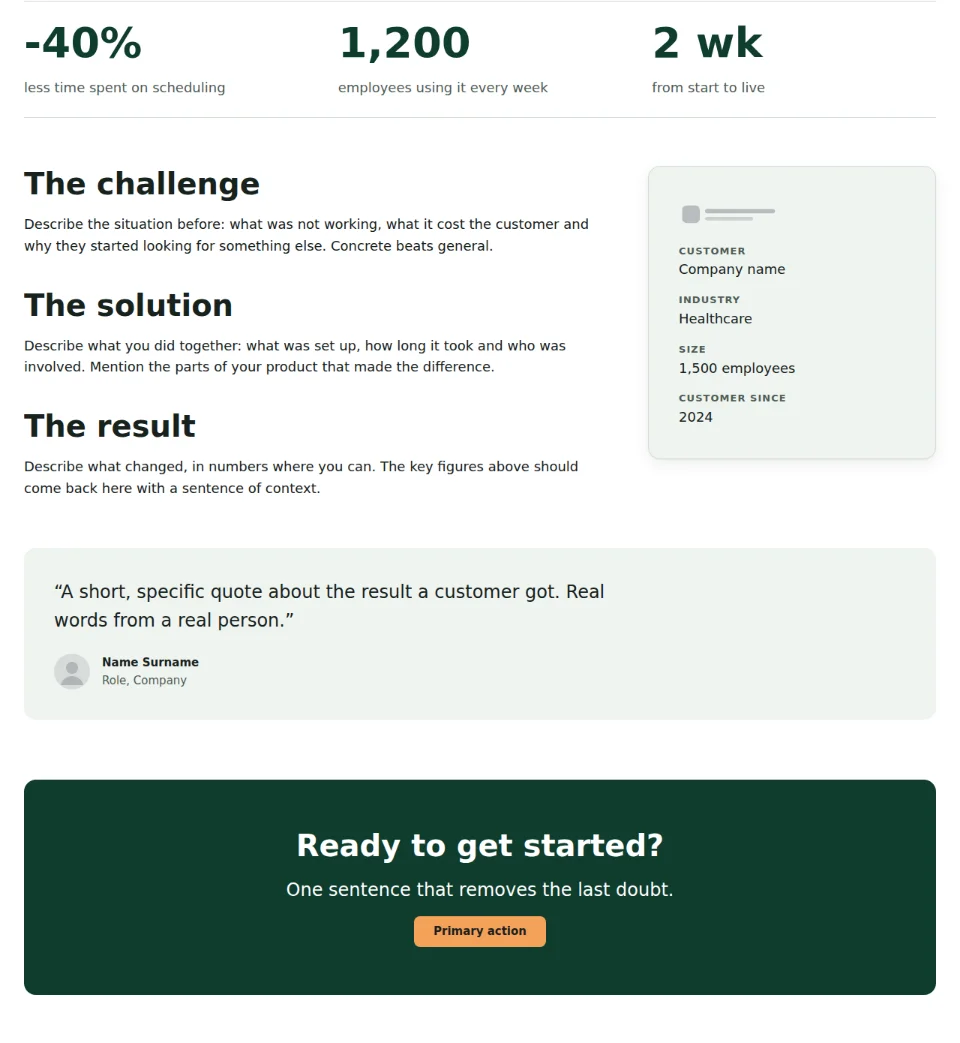 -40%
less time spent on scheduling
1,200
employees using it every week
2 wk
from start to live
The challenge
Describe the situation before: what was not working, what it cost the customer and
why they started looking for something else. Concrete beats general.
The solution
Describe what you did together: what was set up, how long it took and who was
involved. Mention the parts of your product that made the difference.
The result
Describe what changed, in numbers where you can. The key figures above should
come back here with a sentence of context.
CUSTOMER
Company name
INDUSTRY
Healthcare
SIZE
1,500 employees
CUSTOMER SINCE
2024
“A short, specific quote about the result a customer got. Real
words from a real person.”
Name Surname
Role, Company
Ready to get started?
One sentence that removes the last doubt.
Primary action